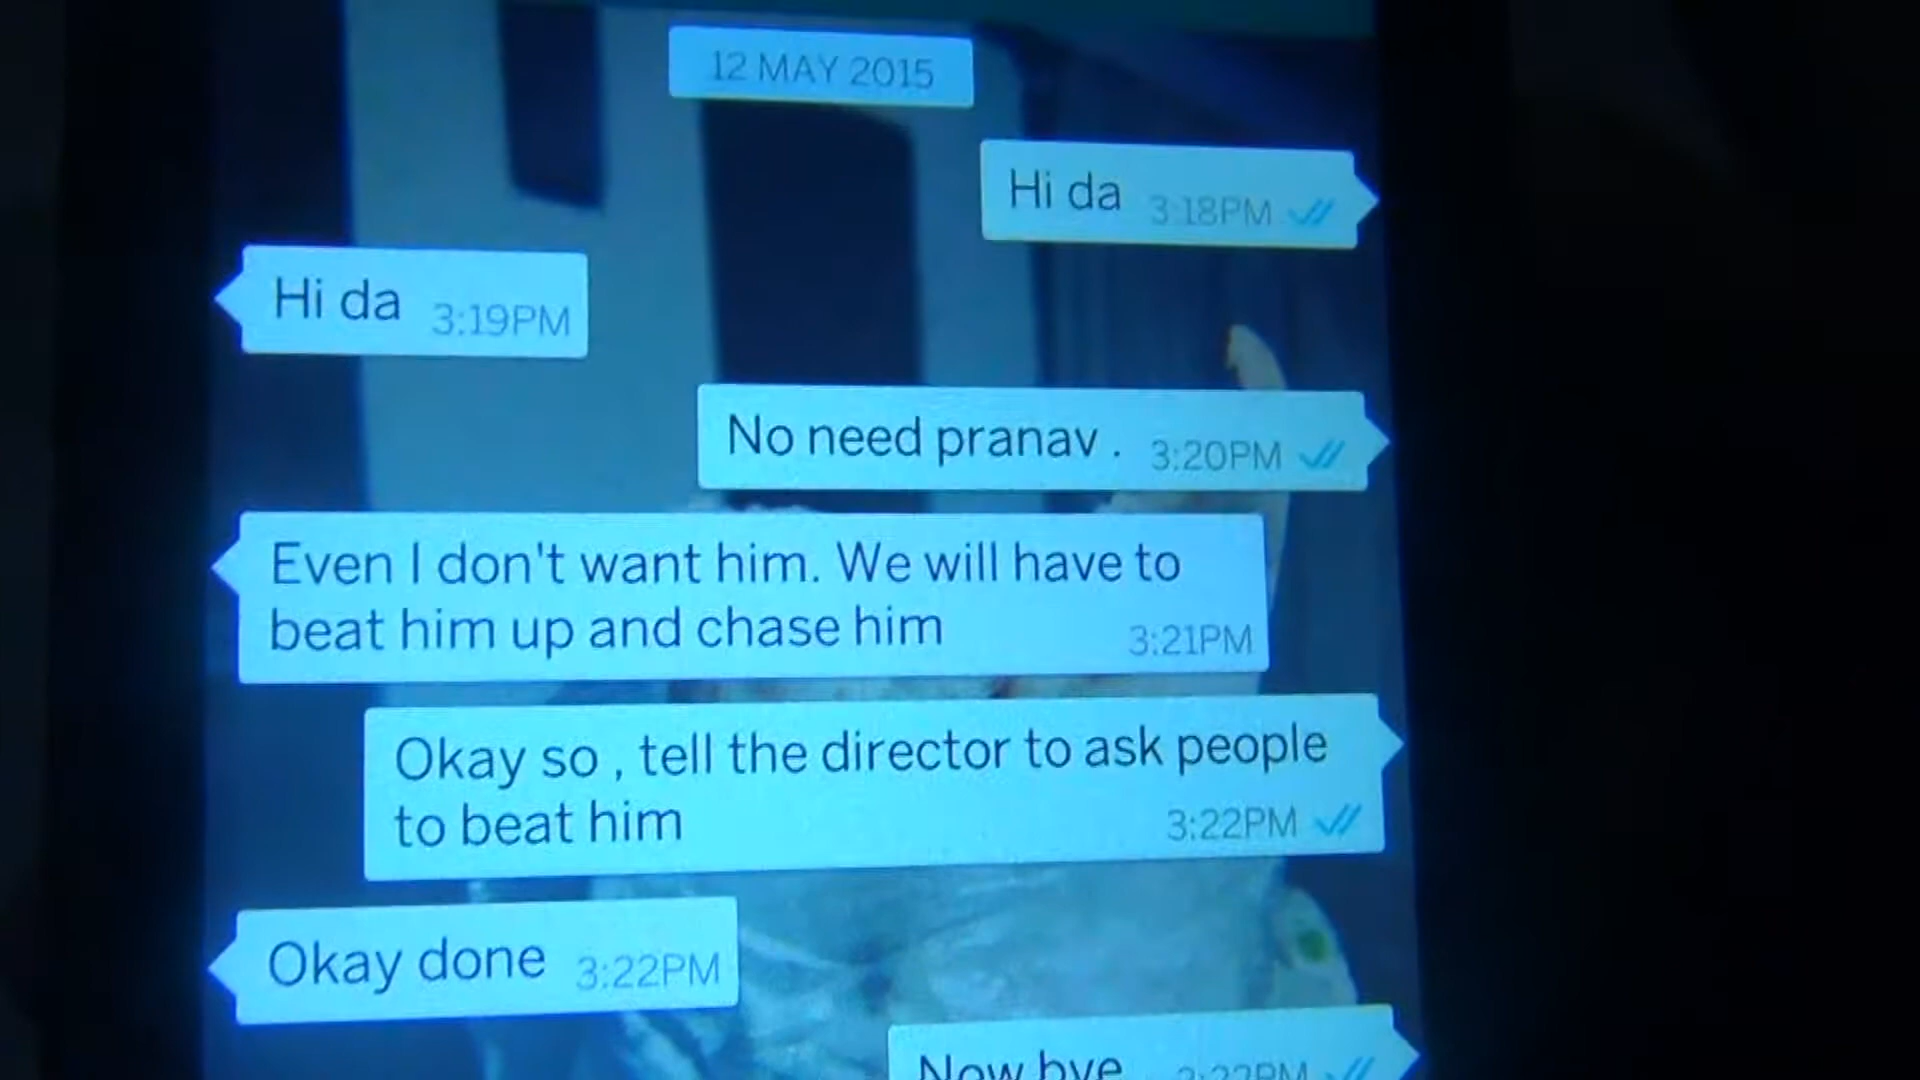 12 MAY 2015
Hi da 3:18PM
Hi da 3:19PM
No need pranav . 3:20PM
Even I don't want him. We will have to
beat him up and chase him 3:21PM
Okay so , tell the director to ask people
to beat him 3:22PM
Okay done 3:22PM
Now bye 3:22PM